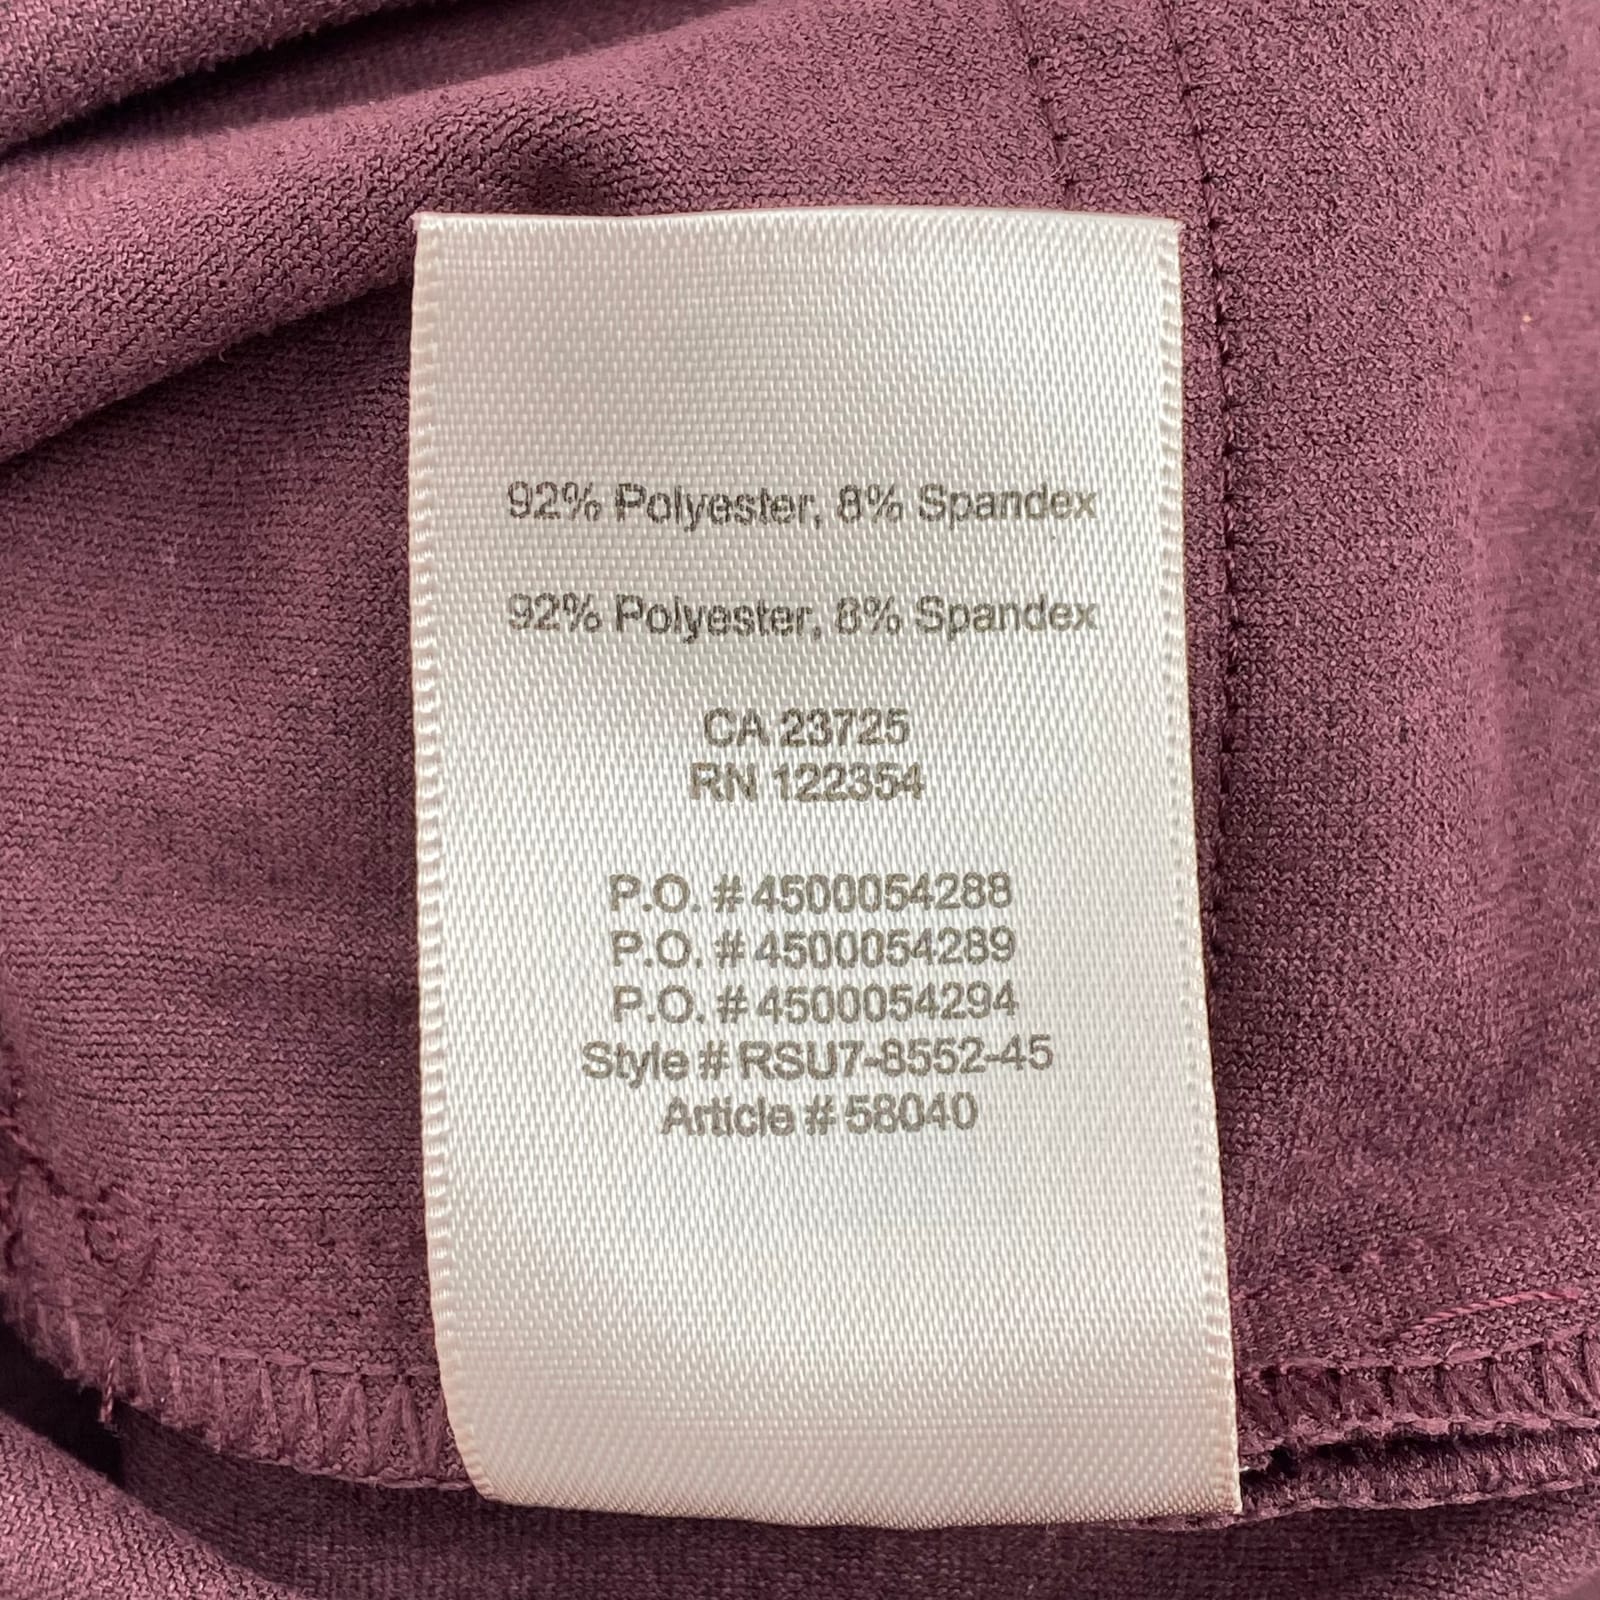 92% Polyester, 8% Spandex
92% Polyester, 8% Spandex
CA 23725
RN 122354
P.O. # 4500054288
P.O. # 4500054289
P.O. # 4500054294
Style # RSU7-8552-45
Article # 58040